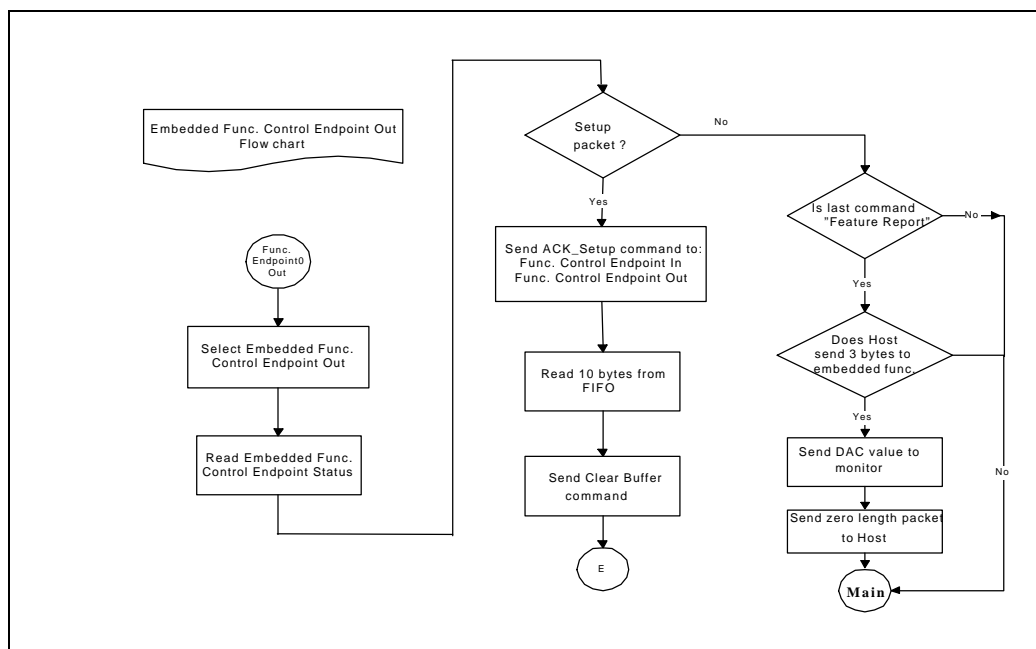 Embedded Func. Control Endpoint Out
Flow chart
Func.
Endpoint0
Out
Select Embedded Func.
Control Endpoint Out
Read Embedded Func.
Control Endpoint Status
Setup
packet ?
No
Yes
Send ACK_Setup command to:
Func. Control Endpoint In
Func. Control Endpoint Out
Read 10 bytes from
FIFO
Send Clear Buffer
command
E
Is last command
"Feature Report"
No
Yes
Does Host
send 3 bytes to
embedded func.
Yes
No
Send DAC value to
monitor
Send zero length packet
to Host
Main